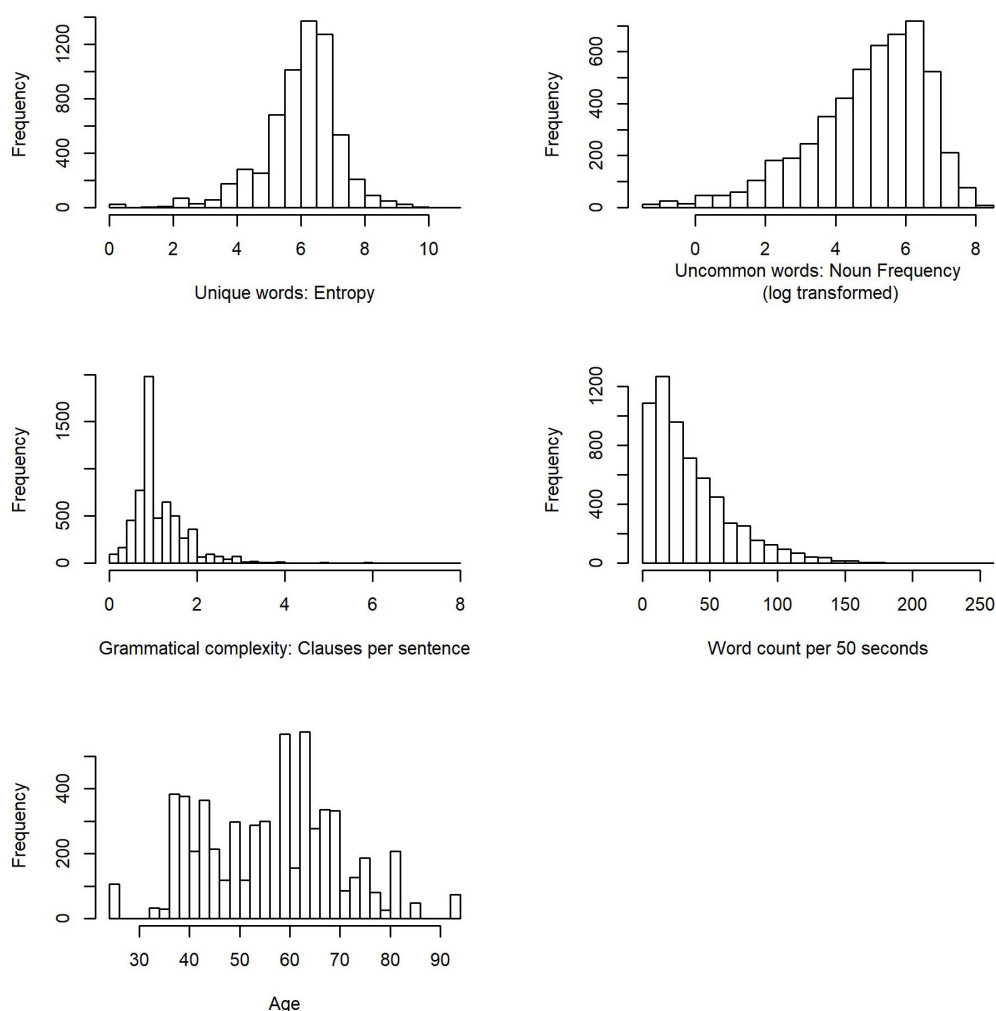 Frequency
0 400 800 1200
0 2 4 6 8 10
Unique words: Entropy
Frequency
0 200 400 600
0 2 4 6 8
Uncommon words: Noun Frequency
(log transformed)
Frequency
0 500 1500
0 2 4 6 8
Grammatical complexity: Clauses per sentence
Frequency
0 400 800 1200
0 50 100 150 200 250
Word count per 50 seconds
Frequency
0 200 400
30 40 50 60 70 80 90
Age